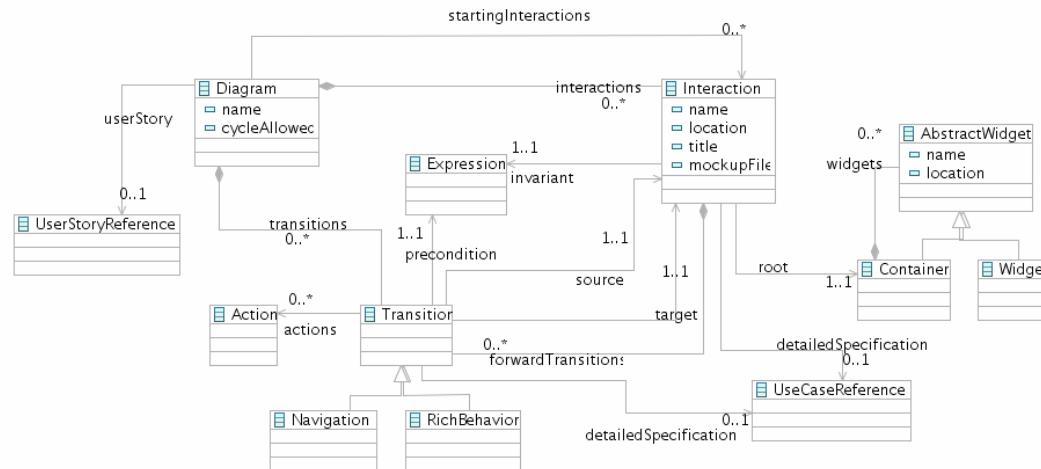 startingInteractions
0..*
Diagram
name
cycleAllowec
interactions
0..*
Interaction
name
location
title
mockupFile
userStory
0..1
UserStoryReference
1..1
Expression
invariant
0..*
widgets
AbstractWidget
name
location
transitions
0..*
1..1
precondition
1..1
source
1..1
root
1..1
Container
Widge
0..*
Action
actions
Transition
target
0..*
forwardTransitions
detailedSpecification
0..1
UseCaseReference
Navigation
RichBehavior
0..1
detailedSpecification